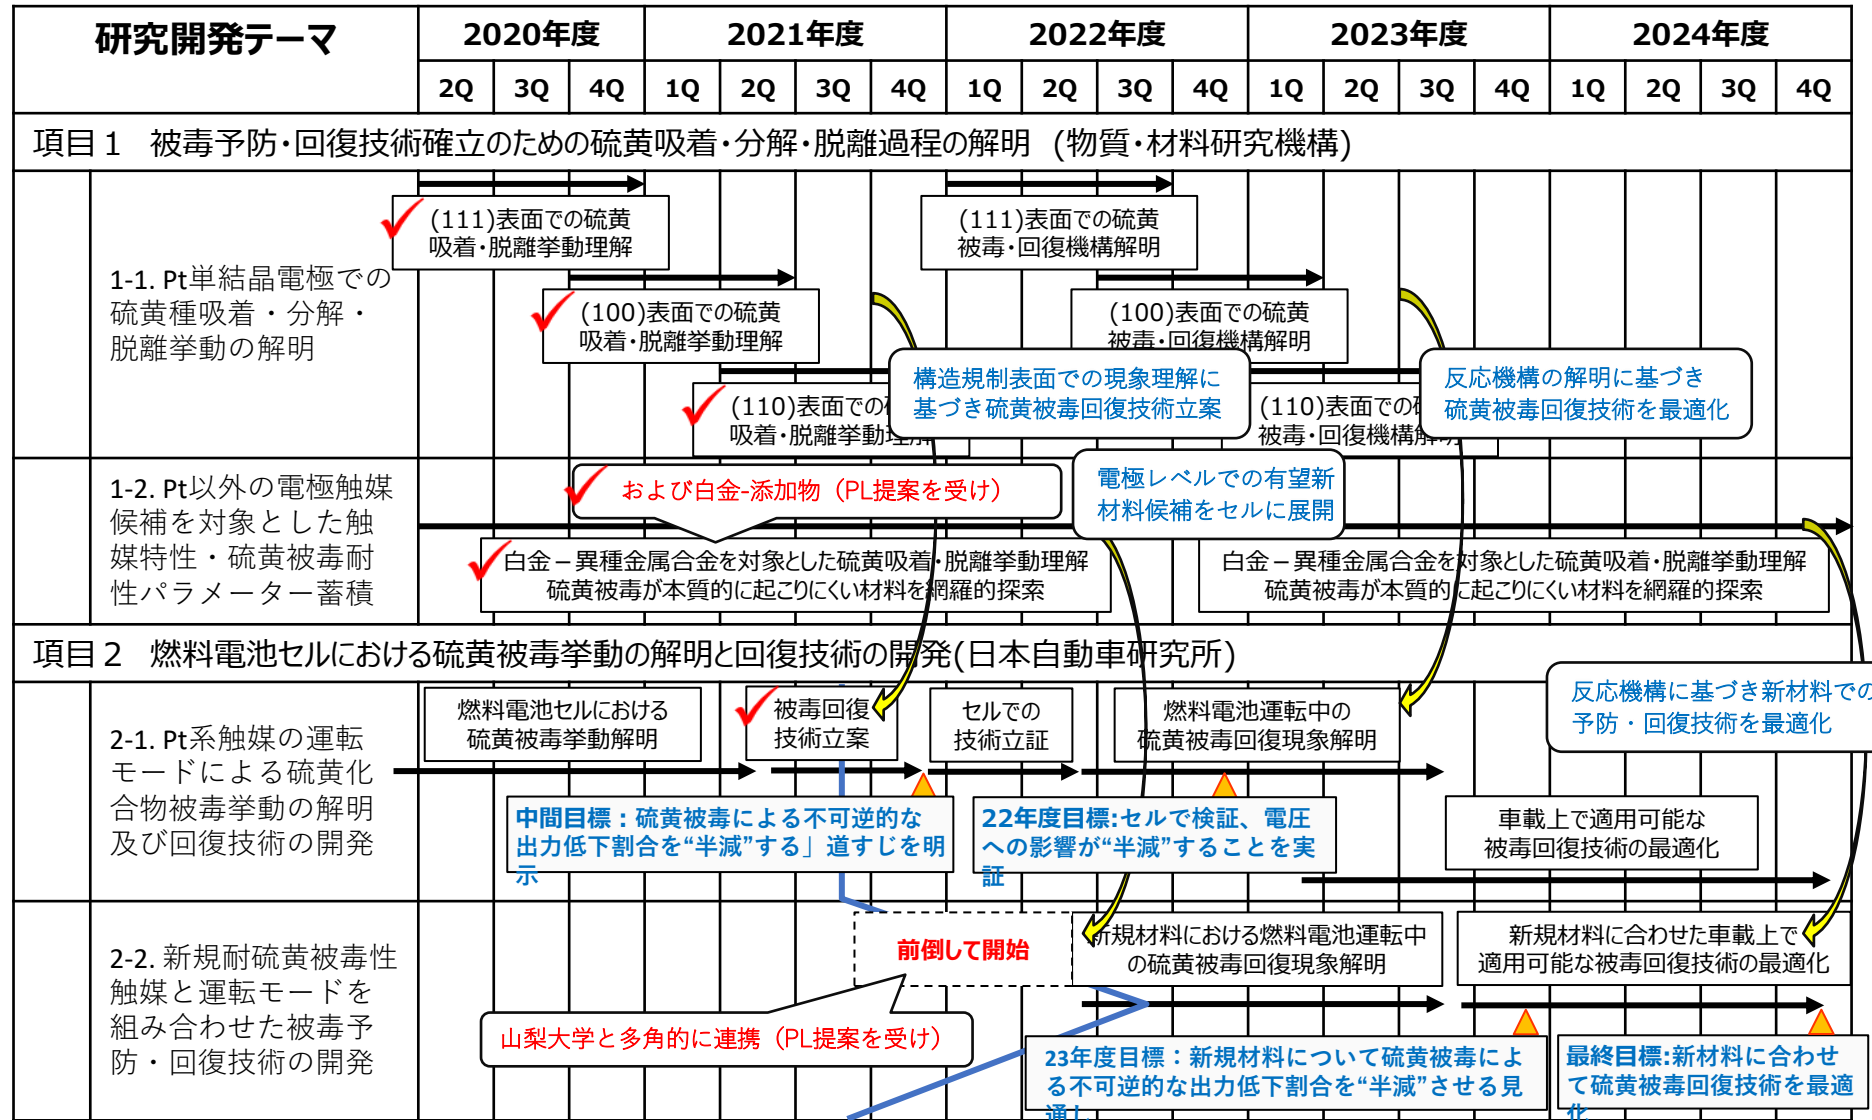 研究開発テーマ
2020年度
2021年度
2022年度
2023年度
2024年度
2Q 3Q 4Q 1Q 2Q 3Q 4Q 1Q 2Q 3Q 4Q 1Q 2Q 3Q 4Q 1Q 2Q 3Q 4Q
項目1 被毒予防・回復技術確立のための硫黄吸着・分解・脱離過程の解明 (物質・材料研究機構)
1-1. Pt単結晶電極での
硫黄種吸着・分解・
脱離挙動の解明
(111)表面での硫黄
吸着・脱離挙動理解
(100)表面での硫黄
吸着・脱離挙動理解
(110)表面での
吸着・脱離挙動
構造規制表面での現象理解に
基づき硫黄被毒回復技術立案
(111)表面での硫黄
被毒・回復機構解明
(100)表面での硫黄
被毒・回復機構解明
(110)表面での
被毒・回復機構解明
反応機構の解明に基づき
硫黄被毒回復技術を最適化
1-2. Pt以外の電極触媒
候補を対象とした触
媒特性・硫黄被毒耐
性パラメーター蓄積
および白金-添加物（PL提案を受け）
電極レベルでの有望新
材料候補をセルに展開
白金－異種金属合金を対象とした硫黄吸着・脱離挙動理解
硫黄被毒が本質的に起こりにくい材料を網羅的探索
白金－異種金属合金を対象とした硫黄吸着・脱離挙動理解
硫黄被毒が本質的に起こりにくい材料を網羅的探索
項目2 燃料電池セルにおける硫黄被毒挙動の解明と回復技術の開発(日本自動車研究所)
2-1. Pt系触媒の運転
モードによる硫黄化
合物被毒挙動の解明
及び回復技術の開発
燃料電池セルにおける
硫黄被毒挙動解明
被毒回復
技術立案
セルでの
技術立証
燃料電池運転中の
硫黄被毒回復現象解明
反応機構に基づき新材料での
予防・回復技術を最適化
中間目標：硫黄被毒による不可逆的な
出力低下割合を“半減”する」道すじを明
示
22年度目標:セルで検証、電圧
への影響が“半減”することを実
証
車載上で適用可能な
被毒回復技術の最適化
2-2. 新規耐硫黄被毒性
触媒と運転モードを
組み合わせた被毒予
防・回復技術の開発
前倒して開始
新規材料における燃料電池運転中
の硫黄被毒回復現象解明
新規材料に合わせた車載上で
適用可能な被毒回復技術の最適化
山梨大学と多角的に連携（PL提案を受け）
23年度目標：新規材料について硫黄被毒によ
る不可逆的な出力低下割合を“半減”させる見
通し
最終目標:新材料に合わせ
て硫黄被毒回復技術を最適
化